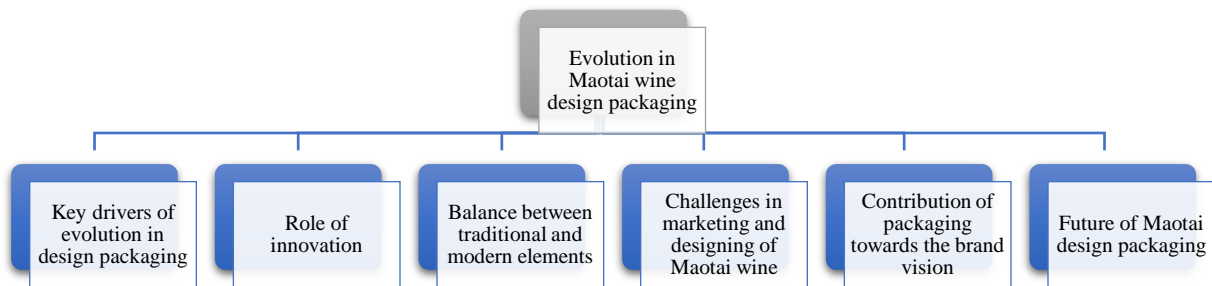 Evolution in
Maotai wine
design packaging
Key drivers of
evolution in
design packaging
Role of
innovation
Balance between
traditional and
modern elements
Challenges in
marketing and
designing of
Maotai wine
Contribution of
packaging
towards the brand
vision
Future of Maotai
design packaging